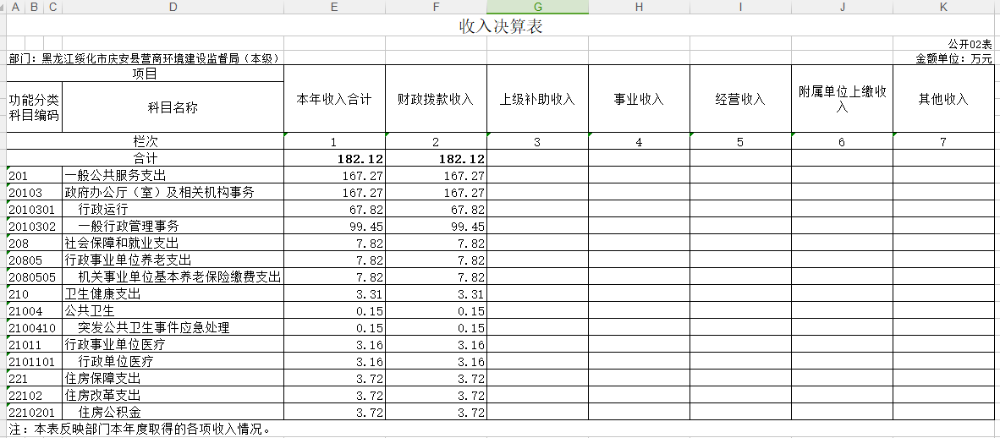 A B C D E F G H I J K
收入决算表
公开02表
部门：黑龙江绥化市庆安县营商环境建设监督局（本级） 金额单位：万元
项目
功能分类科目编码 科目名称 本年收入合计 财政拨款收入 上级补助收入 事业收入 经营收入 附属单位上缴收入 其他收入
栏次 1 2 3 4 5 6 7
合计 182.12 182.12
201 一般公共服务支出 167.27 167.27
20103 政府办公厅（室）及相关机构事务 167.27 167.27
2010301 行政运行 67.82 67.82
2010302 一般行政管理事务 99.45 99.45
208 社会保障和就业支出 7.82 7.82
20805 行政事业单位养老支出 7.82 7.82
2080505 机关事业单位基本养老保险缴费支出 7.82 7.82
210 卫生健康支出 3.31 3.31
21004 公共卫生 0.15 0.15
2100410 突发公共卫生事件应急处理 0.15 0.15
21011 行政事业单位医疗 3.16 3.16
2101101 行政单位医疗 3.16 3.16
221 住房保障支出 3.72 3.72
22102 住房改革支出 3.72 3.72
2210201 住房公积金 3.72 3.72
注：本表反映部门本年度取得的各项收入情况。